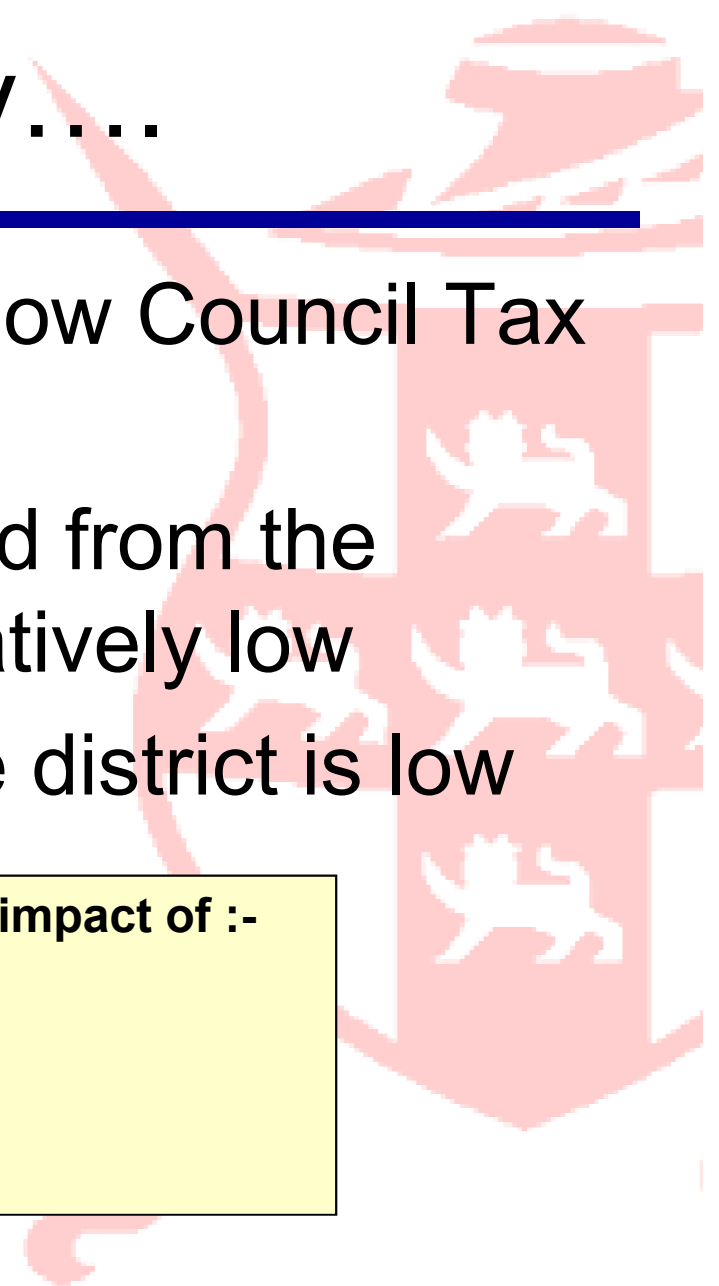 y....
ow Council Tax
d from the
atively low
e district is low
impact of :-